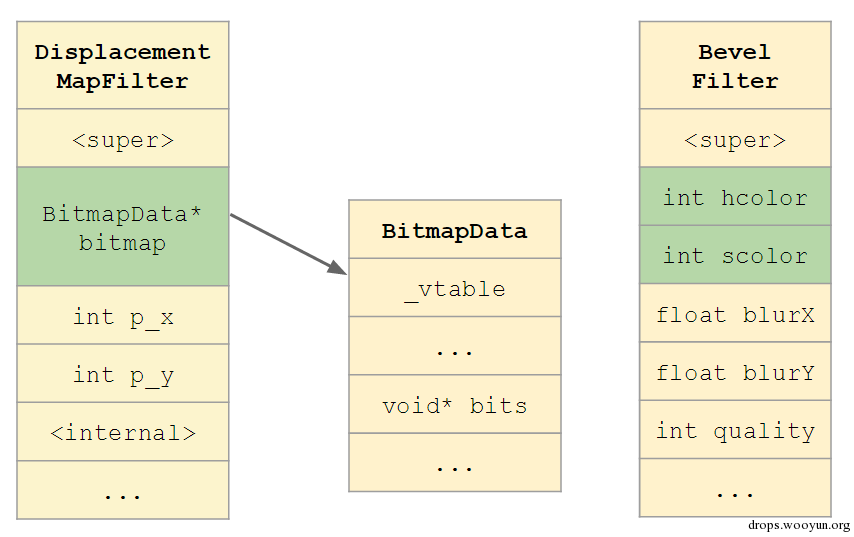 Displacement
MapFilter
<super>
BitmapData*
bitmap
int p_x
int p_y
<internal>
...
BitmapData
_vtable
...
void* bits
...
Bevel
Filter
<super>
int hcolor
int scolor
float blurX
float blurY
int quality
...
drops.wooyun.org